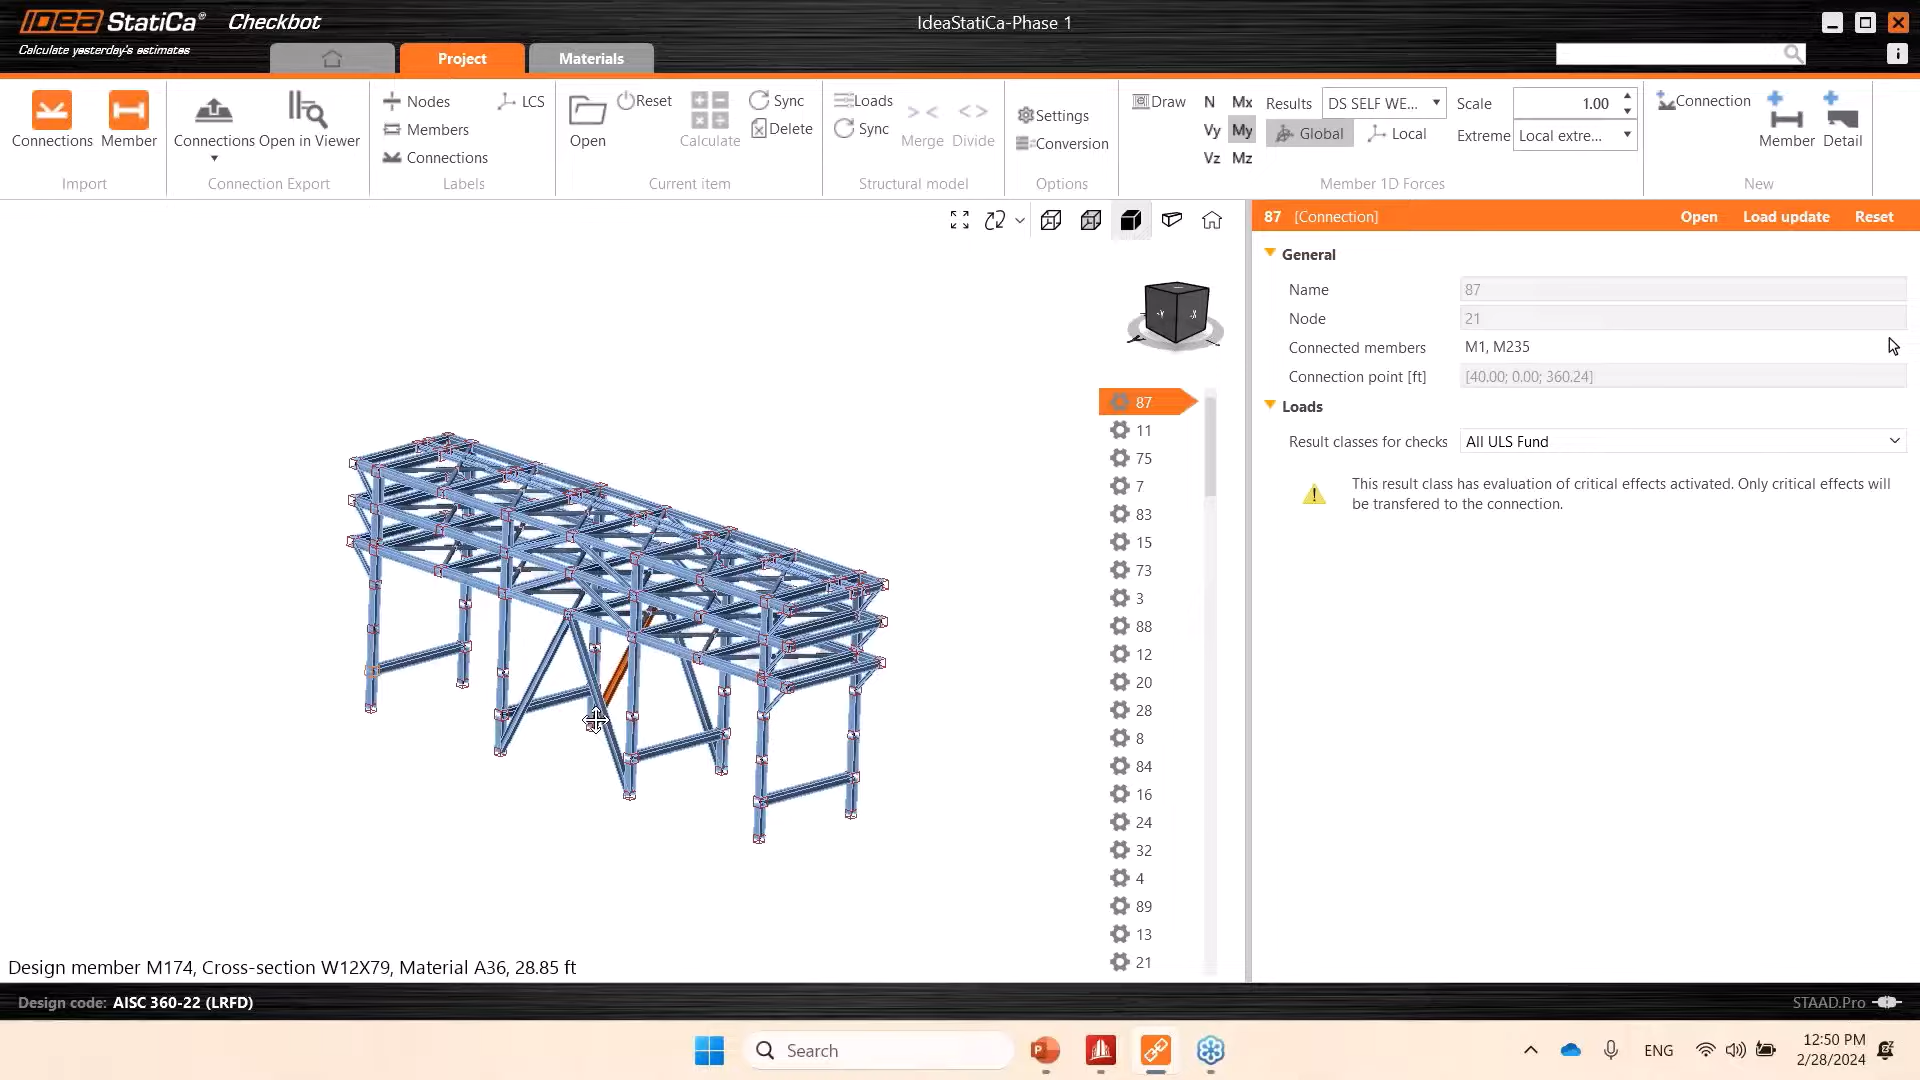 IDEA StatiCa® Checkbot
Calculate yesterday's estimates
IdeaStatiCa-Phase 1
Project
Materials
Connections
Member
Import
Connections
Open in Viewer
Connection Export
Nodes
LCS
Members
Connections
Labels
Open
Reset
Calculate
Sync
Delete
Current item
Loads
Sync
Merge
Divide
Structural model
Settings
Conversion
Options
Draw
N
Mx
Vy
My
Vz
Mz
Results
DS SELF WE...
Global
Local
Scale
1.00
Extreme
Local extre...
Member 1D Forces
Connection
Member
Detail
New
-Y
-X
87
11
75
7
83
15
73
3
88
12
20
28
8
84
16
24
32
4
89
13
21
87 [Connection]
Open
Load update
Reset
General
Name
87
Node
21
Connected members
M1, M235
Connection point [ft]
[40.00; 0.00; 360.24]
Loads
Result classes for checks
All ULS Fund
This result class has evaluation of critical effects activated. Only critical effects will
be transfered to the connection.
Design member M174, Cross-section W12X79, Material A36, 28.85 ft
Design code: AISC 360-22 (LRFD)
STAAD.Pro
Search
ENG
12:50 PM
2/28/2024